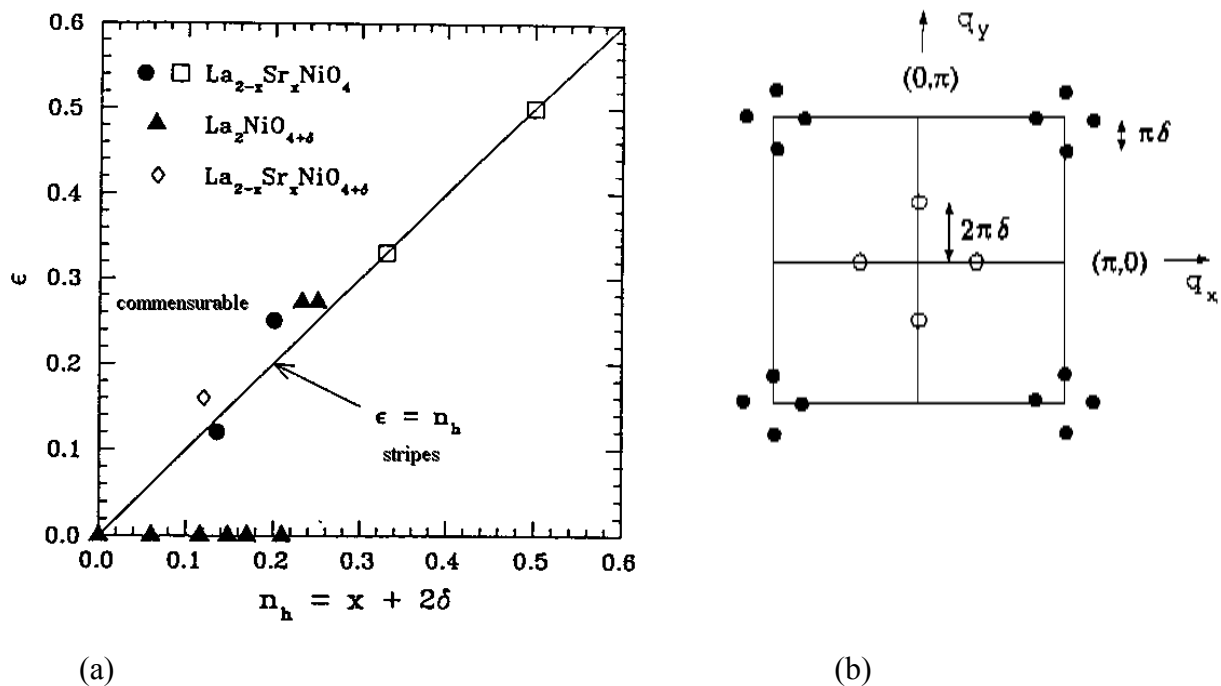 0.6
0.5
0.4
0.3
0.2
0.1
0.0
ϵ
● □ La₂₋ₓSrₓNiO₄
▲ La₂NiO₄₊δ
◇ La₂₋ₓSrₓNiO₄₊δ
commensurable
ϵ = nₕ
stripes
0.0 0.1 0.2 0.3 0.4 0.5 0.6
nₕ = x + 2δ
(a)
q_y
(0,π)
πδ
2πδ
(π,0)
q_x
(b)